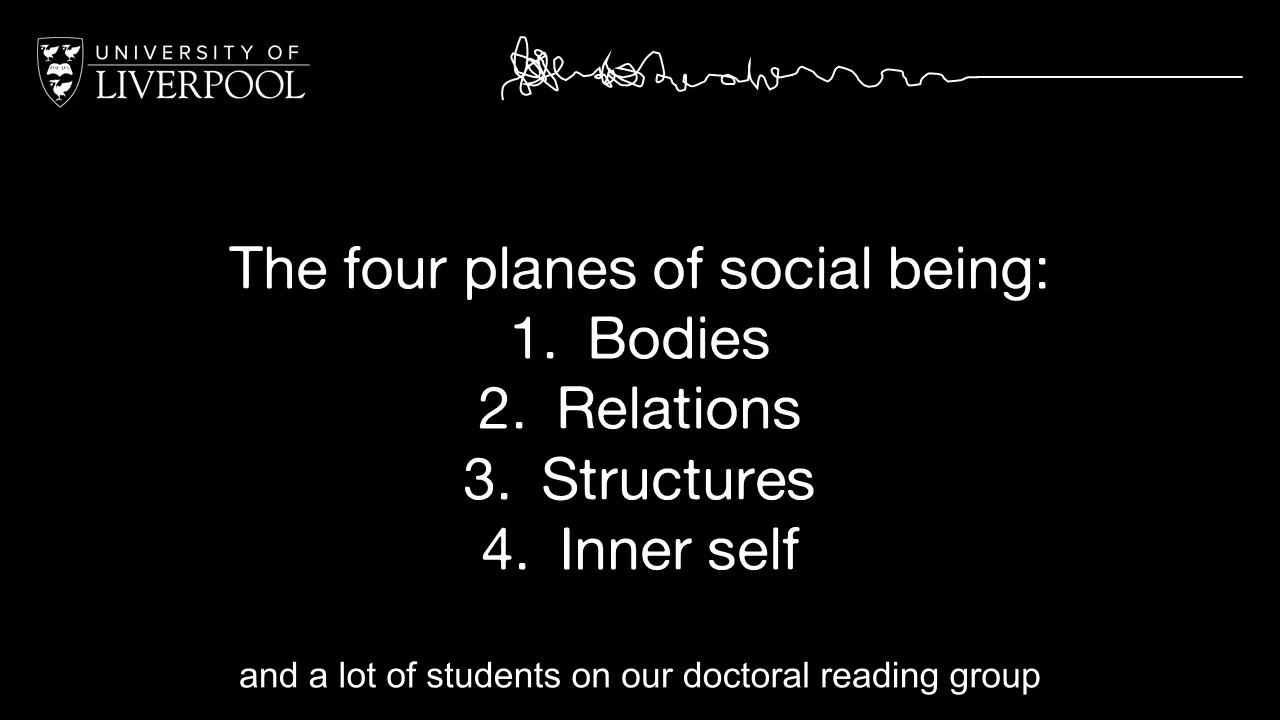 UNIVERSITY OF
LIVERPOOL
The four planes of social being:
1. Bodies
2. Relations
3. Structures
4. Inner self
and a lot of students on our doctoral reading group